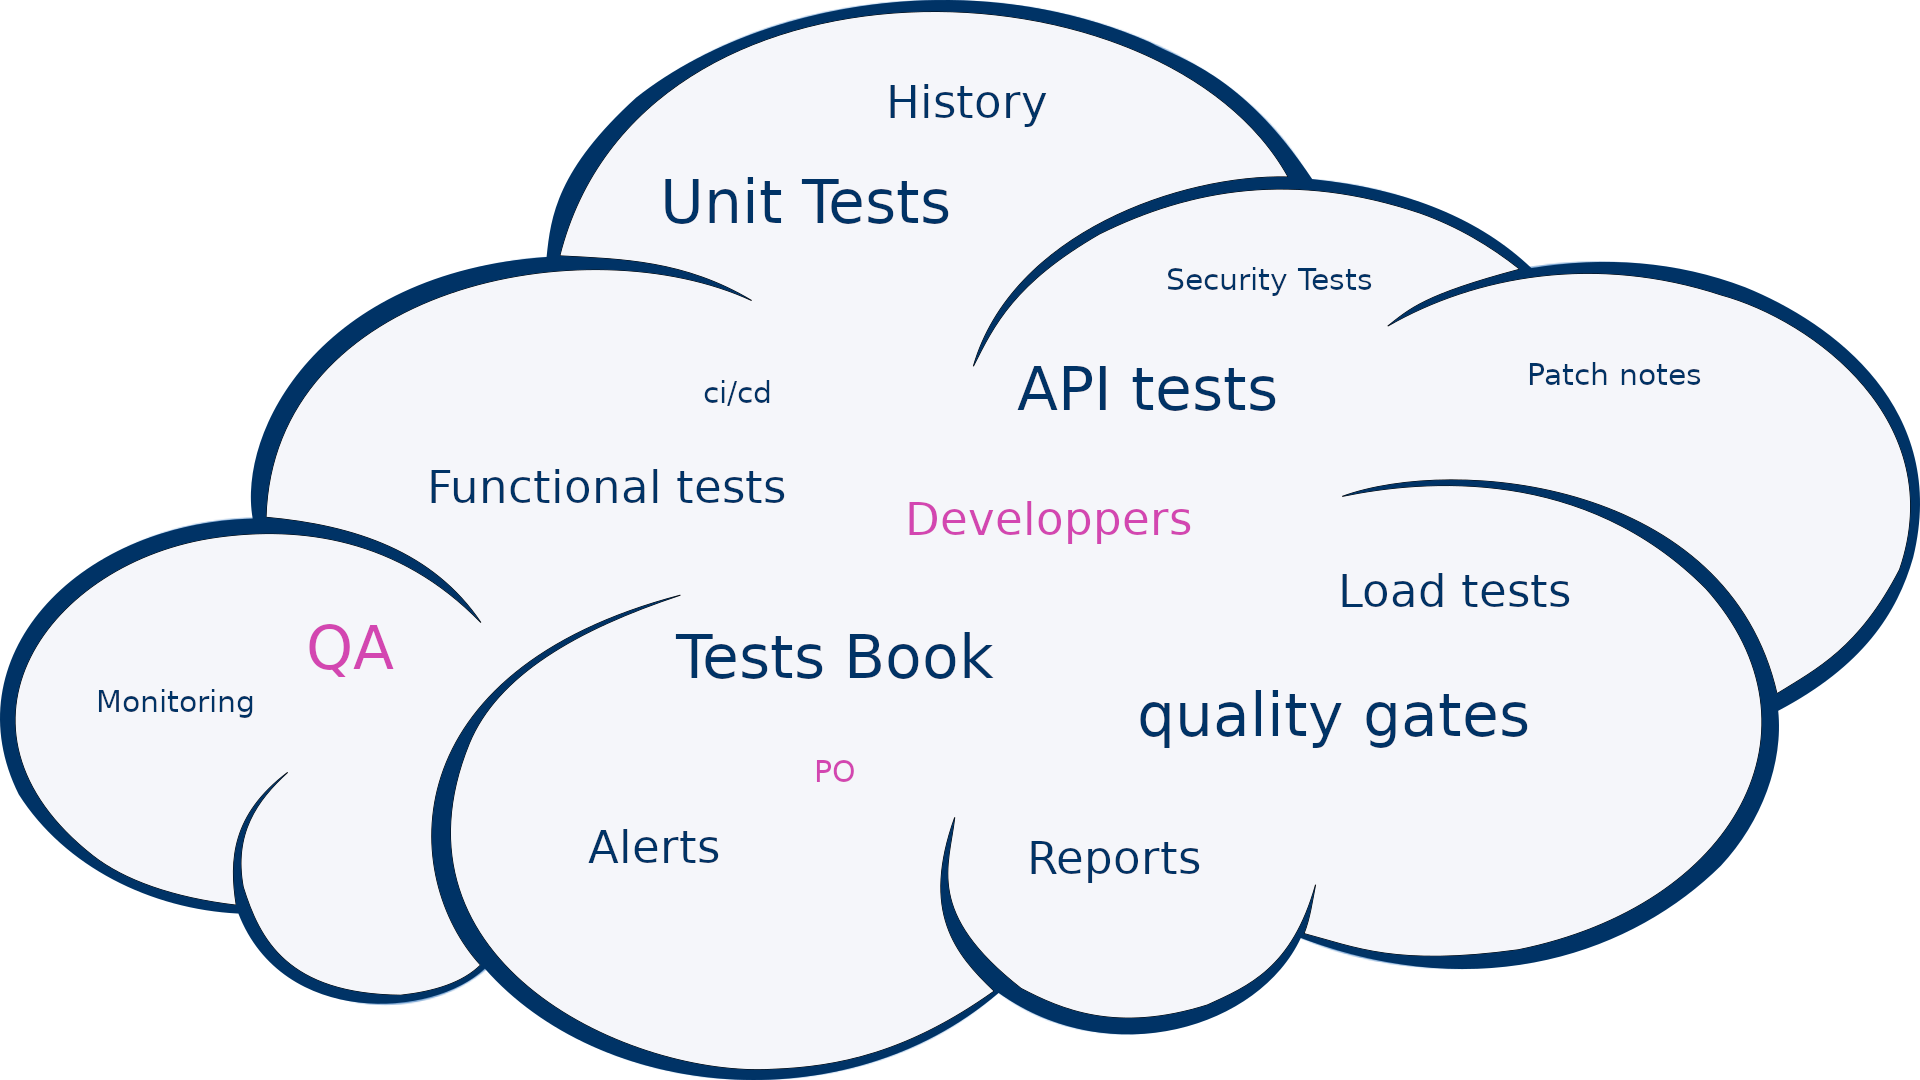 History
Unit Tests
Security Tests
Patch notes
ci/cd
API tests
Functional tests
Developpers
Load tests
QA
Tests Book
Monitoring
quality gates
PO
Alerts
Reports